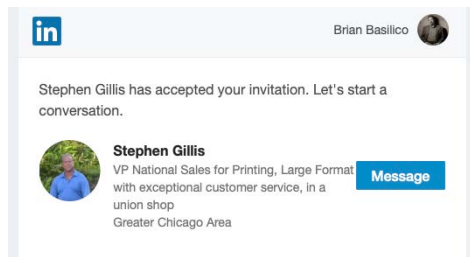 in
Brian Basilico
Stephen Gillis has accepted your invitation. Let's start a
conversation.
Stephen Gillis
VP National Sales for Printing, Large Format
with exceptional customer service, in a
union shop
Greater Chicago Area
Message